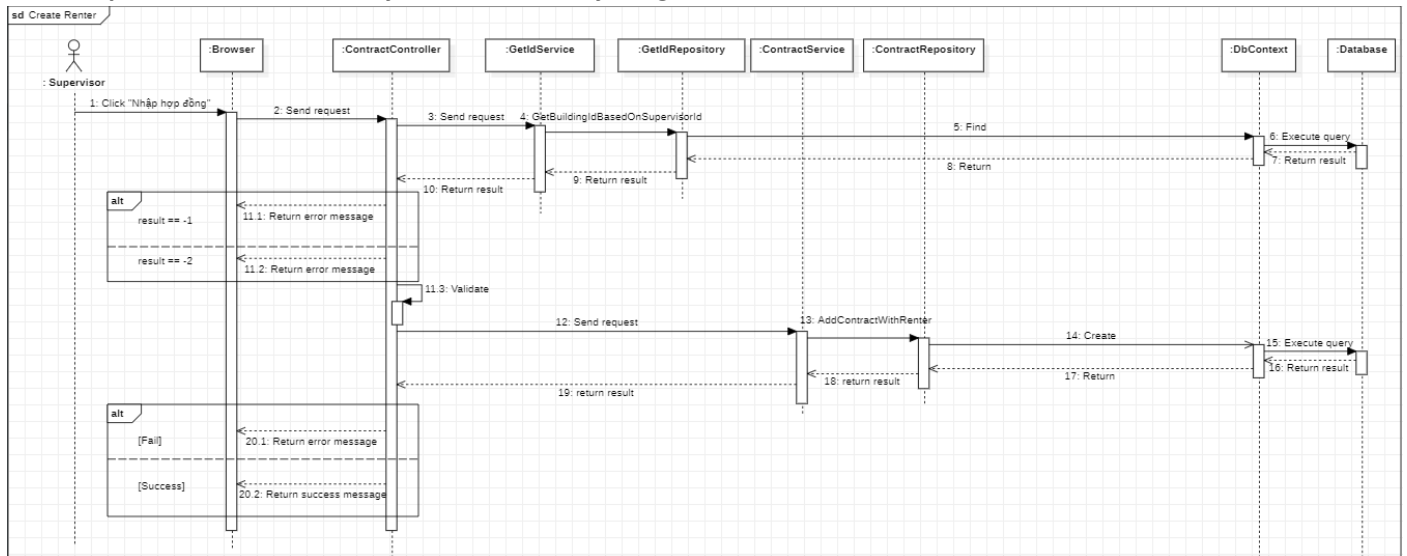 sd Create Renter
:Browser
:ContractController
:GetIdService
:GetIdRepository
:ContractService
:ContractRepository
:DbContext
:Database
: Supervisor
1: Click "Nhập hợp đồng"
2: Send request
3: Send request
4: GetBuildingIdBasedOnSupervisorId
5: Find
6: Execute query
7: Return result
8: Return
9: Return result
10: Return result
alt
result == -1
11.1: Return error message
result == -2
11.2: Return error message
11.3: Validate
12: Send request
13: AddContractWithRenter
14: Create
15: Execute query
16: Return result
17: Return
18: return result
19: return result
alt
[Fail]
20.1: Return error message
[Success]
20.2: Return success message